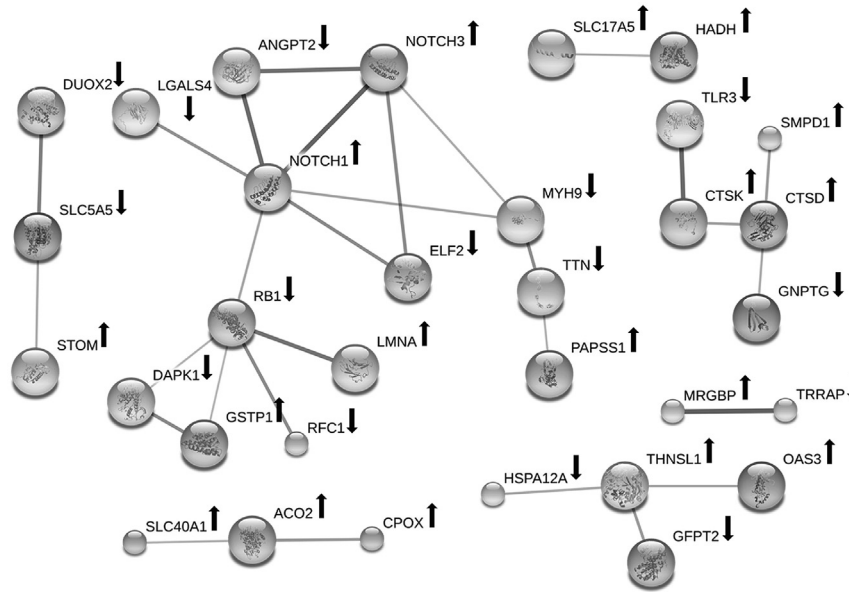 SLC17A5
HADH
ANGPT2
NOTCH3
DUOX2
LGALS4
TLR3
SMPD1
NOTCH1
MYH9
CTSK
CTSD
SLC5A5
ELF2
TTN
RB1
GNPTG
STOM
LMNA
PAPSS1
DAPK1
GSTP1
RFC1
MRGBP
TRRAP
HSPA12A
THNSL1
OAS3
SLC40A1
ACO2
CPOX
GFPT2